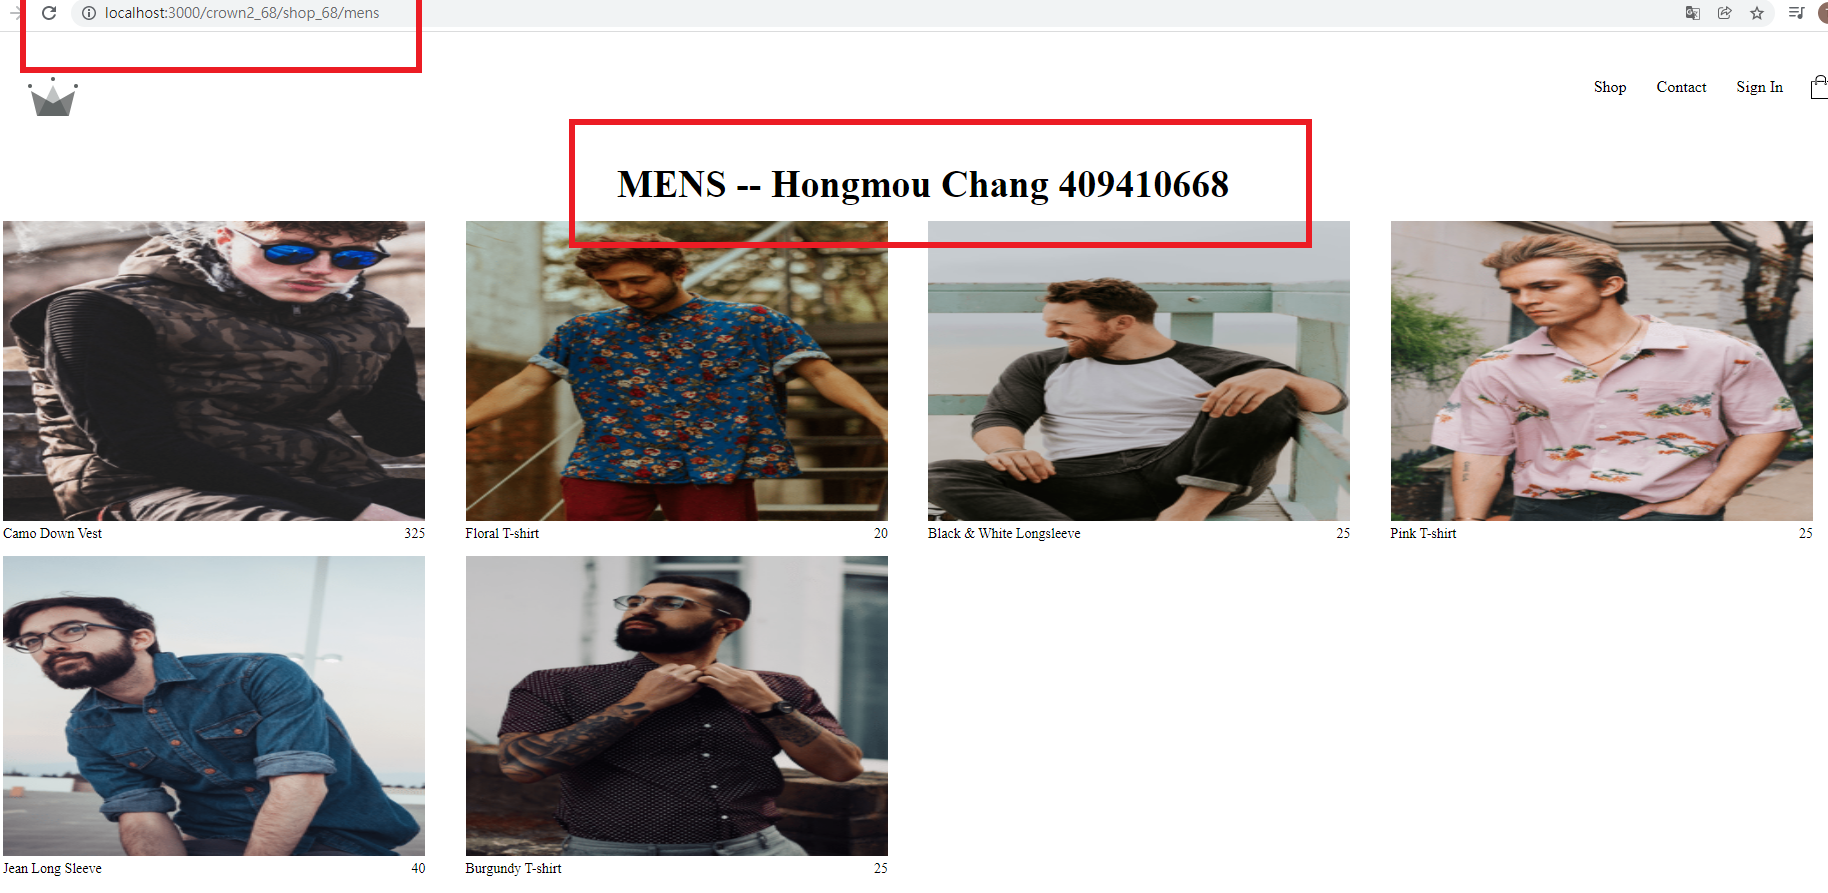 localhost:3000/crown2_68/shop_68/mens
Shop Contact Sign In
MENS -- Hongmou Chang 409410668
Camo Down Vest 325
Floral T-shirt 20
Black & White Longsleeve 25
Pink T-shirt 25
Jean Long Sleeve 40
Burgundy T-shirt 25